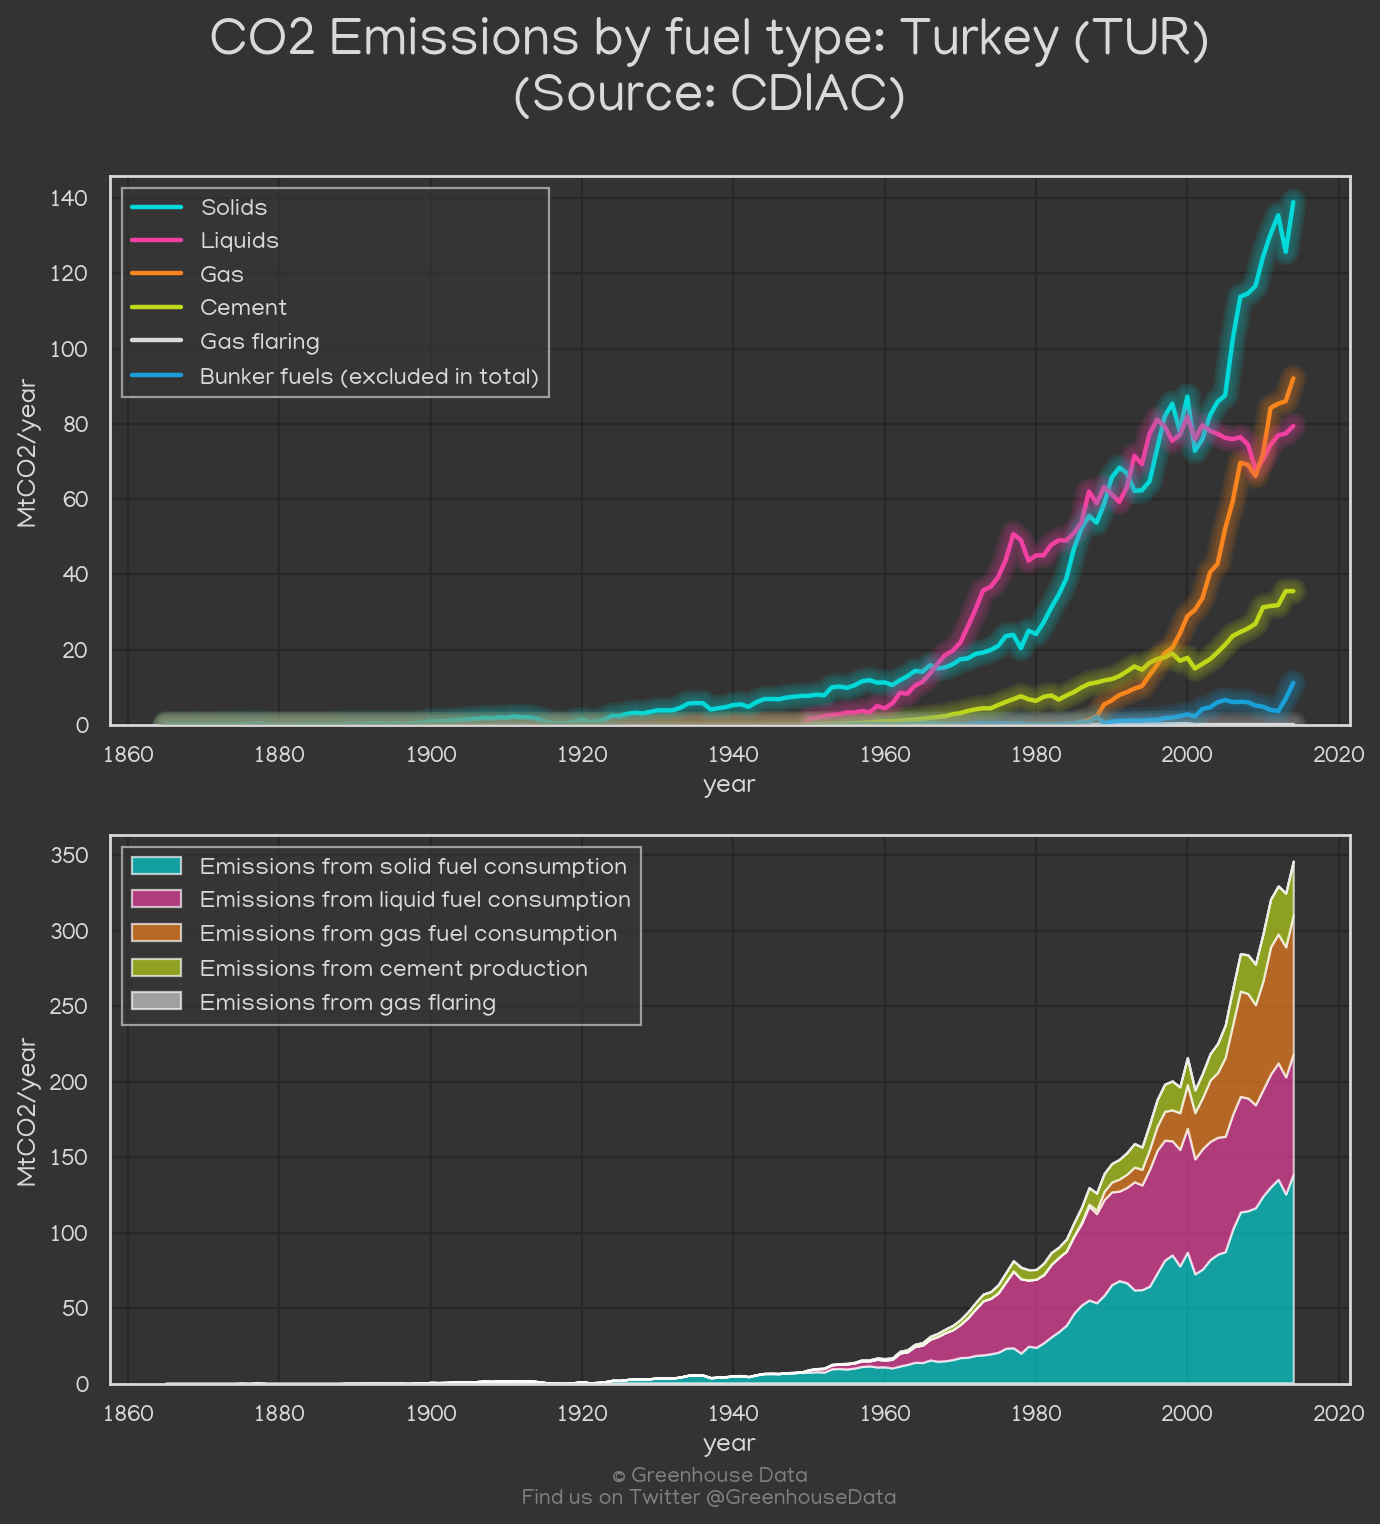 CO2 Emissions by fuel type: Turkey (TUR)
(Source: CDIAC)
MtCO2/year
140
120
100
80
60
40
20
0
Solids
Liquids
Gas
Cement
Gas flaring
Bunker fuels (excluded in total)
1860 1880 1900 1920 1940 1960 1980 2000 2020
year
MtCO2/year
350
300
250
200
150
100
50
0
Emissions from solid fuel consumption
Emissions from liquid fuel consumption
Emissions from gas fuel consumption
Emissions from cement production
Emissions from gas flaring
1860 1880 1900 1920 1940 1960 1980 2000 2020
year
© Greenhouse Data
Find us on Twitter @GreenhouseData